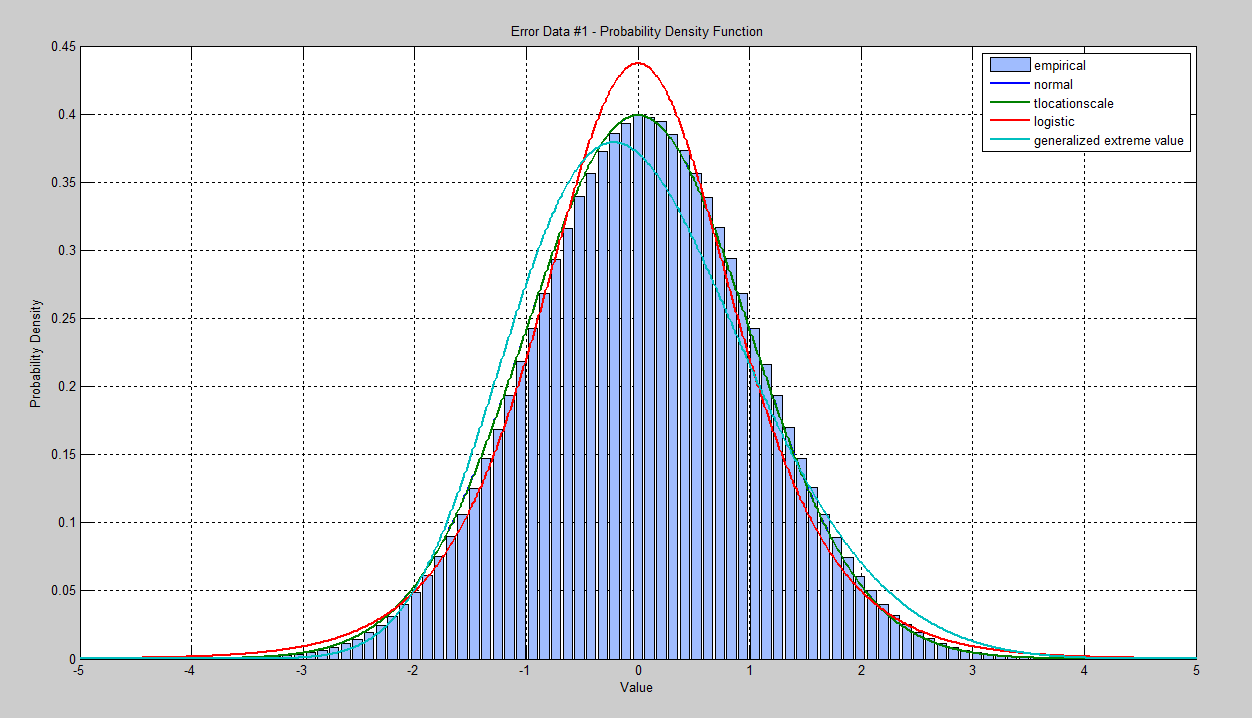 Error Data #1 - Probability Density Function
0.45
0.4
0.35
0.3
0.25
0.2
0.15
0.1
0.05
0
Probability Density
-5
-4
-3
-2
-1
0
1
2
3
4
5
Value
empirical
normal
tlocationscale
logistic
generalized extreme value